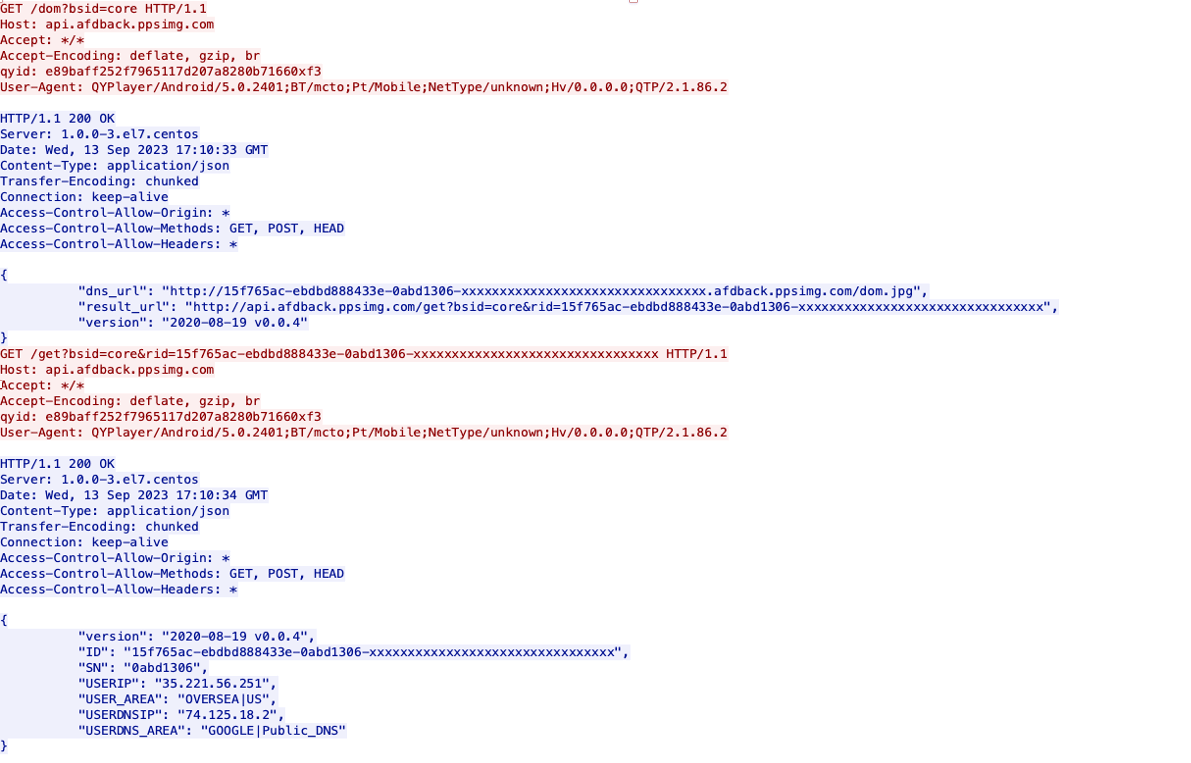 GET /dom?bsid=core HTTP/1.1
Host: api.afdback.ppsimg.com
Accept: */*
Accept-Encoding: deflate, gzip, br
qyid: e89baff252f7965117d207a8280b71660xf3
User-Agent: QYPlayer/Android/5.0.2401;BT/mcto;Pt/Mobile;NetType/unknown;Hv/0.0.0.0;QTP/2.1.86.2

HTTP/1.1 200 OK
Server: 1.0.0-3.el7.centos
Date: Wed, 13 Sep 2023 17:10:33 GMT
Content-Type: application/json
Transfer-Encoding: chunked
Connection: keep-alive
Access-Control-Allow-Origin: *
Access-Control-Allow-Methods: GET, POST, HEAD
Access-Control-Allow-Headers: *

{
"dns_url": "http://15f765ac-ebdbd888433e-0abd1306-xxxxxxxxxxxxxxxxxxxxxxxxxxxxxxxx.afdback.ppsimg.com/dom.jpg",
"result_url": "http://api.afdback.ppsimg.com/get?bsid=core&rid=15f765ac-ebdbd888433e-0abd1306-xxxxxxxxxxxxxxxxxxxxxxxxxxxxxxxx",
"version": "2020-08-19 v0.0.4"
}
GET /get?bsid=core&rid=15f765ac-ebdbd888433e-0abd1306-xxxxxxxxxxxxxxxxxxxxxxxxxxxxxxxx HTTP/1.1
Host: api.afdback.ppsimg.com
Accept: */*
Accept-Encoding: deflate, gzip, br
qyid: e89baff252f7965117d207a8280b71660xf3
User-Agent: QYPlayer/Android/5.0.2401;BT/mcto;Pt/Mobile;NetType/unknown;Hv/0.0.0.0;QTP/2.1.86.2

HTTP/1.1 200 OK
Server: 1.0.0-3.el7.centos
Date: Wed, 13 Sep 2023 17:10:34 GMT
Content-Type: application/json
Transfer-Encoding: chunked
Connection: keep-alive
Access-Control-Allow-Origin: *
Access-Control-Allow-Methods: GET, POST, HEAD
Access-Control-Allow-Headers: *

{
"version": "2020-08-19 v0.0.4",
"ID": "15f765ac-ebdbd888433e-0abd1306-xxxxxxxxxxxxxxxxxxxxxxxxxxxxxxxx",
"SN": "0abd1306",
"USERIP": "35.221.56.251",
"USER_AREA": "OVERSEA|US",
"USERDNSIP": "74.125.18.2",
"USERDNS_AREA": "GOOGLE|Public_DNS"
}